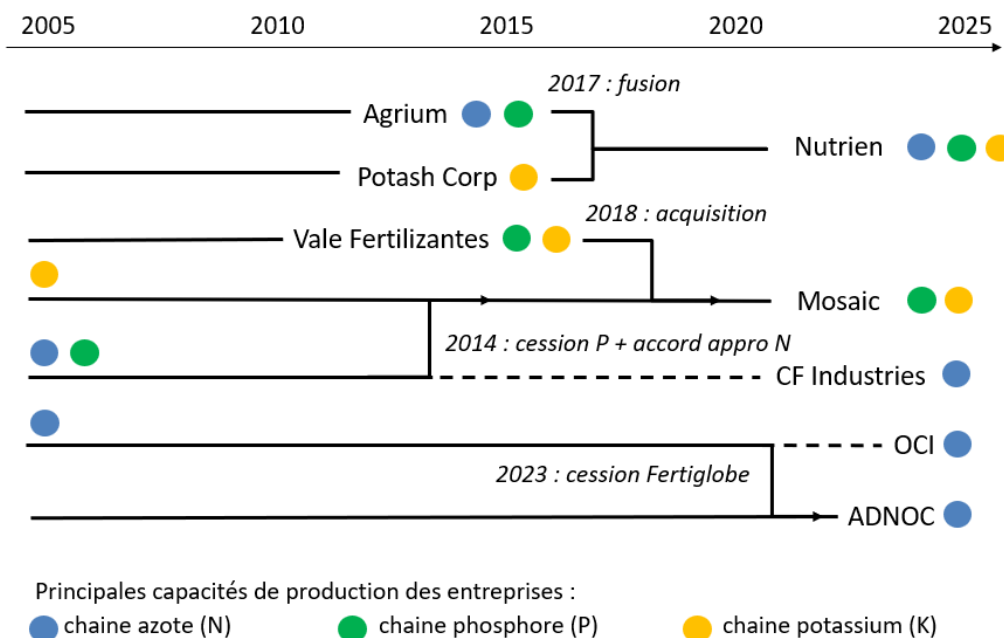 2005 2010 2015 2020 2025
2017 : fusion
Agrium
Nutrien
Potash Corp
2018 : acquisition
Vale Fertilizantes
Mosaic
2014 : cession P + accord appro N
CF Industries
OCI
2023 : cession Fertiglobe
ADNOC
Principales capacités de production des entreprises :
chaine azote (N) chaine phosphore (P) chaine potassium (K)